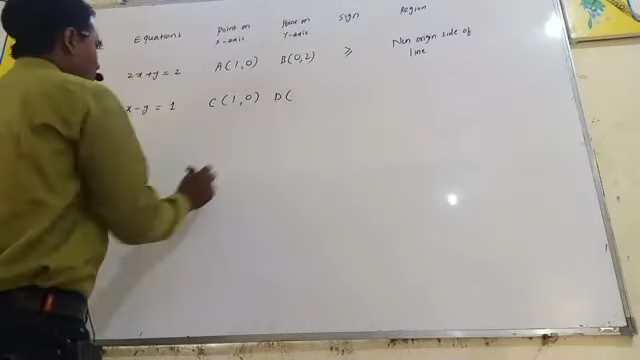 Equations Point on X-axis Point on Y-axis Sign Region
2x+y=2 A(1,0) B(0,2) ≥ Non origin side of line
x-y=1 C(1,0) D(